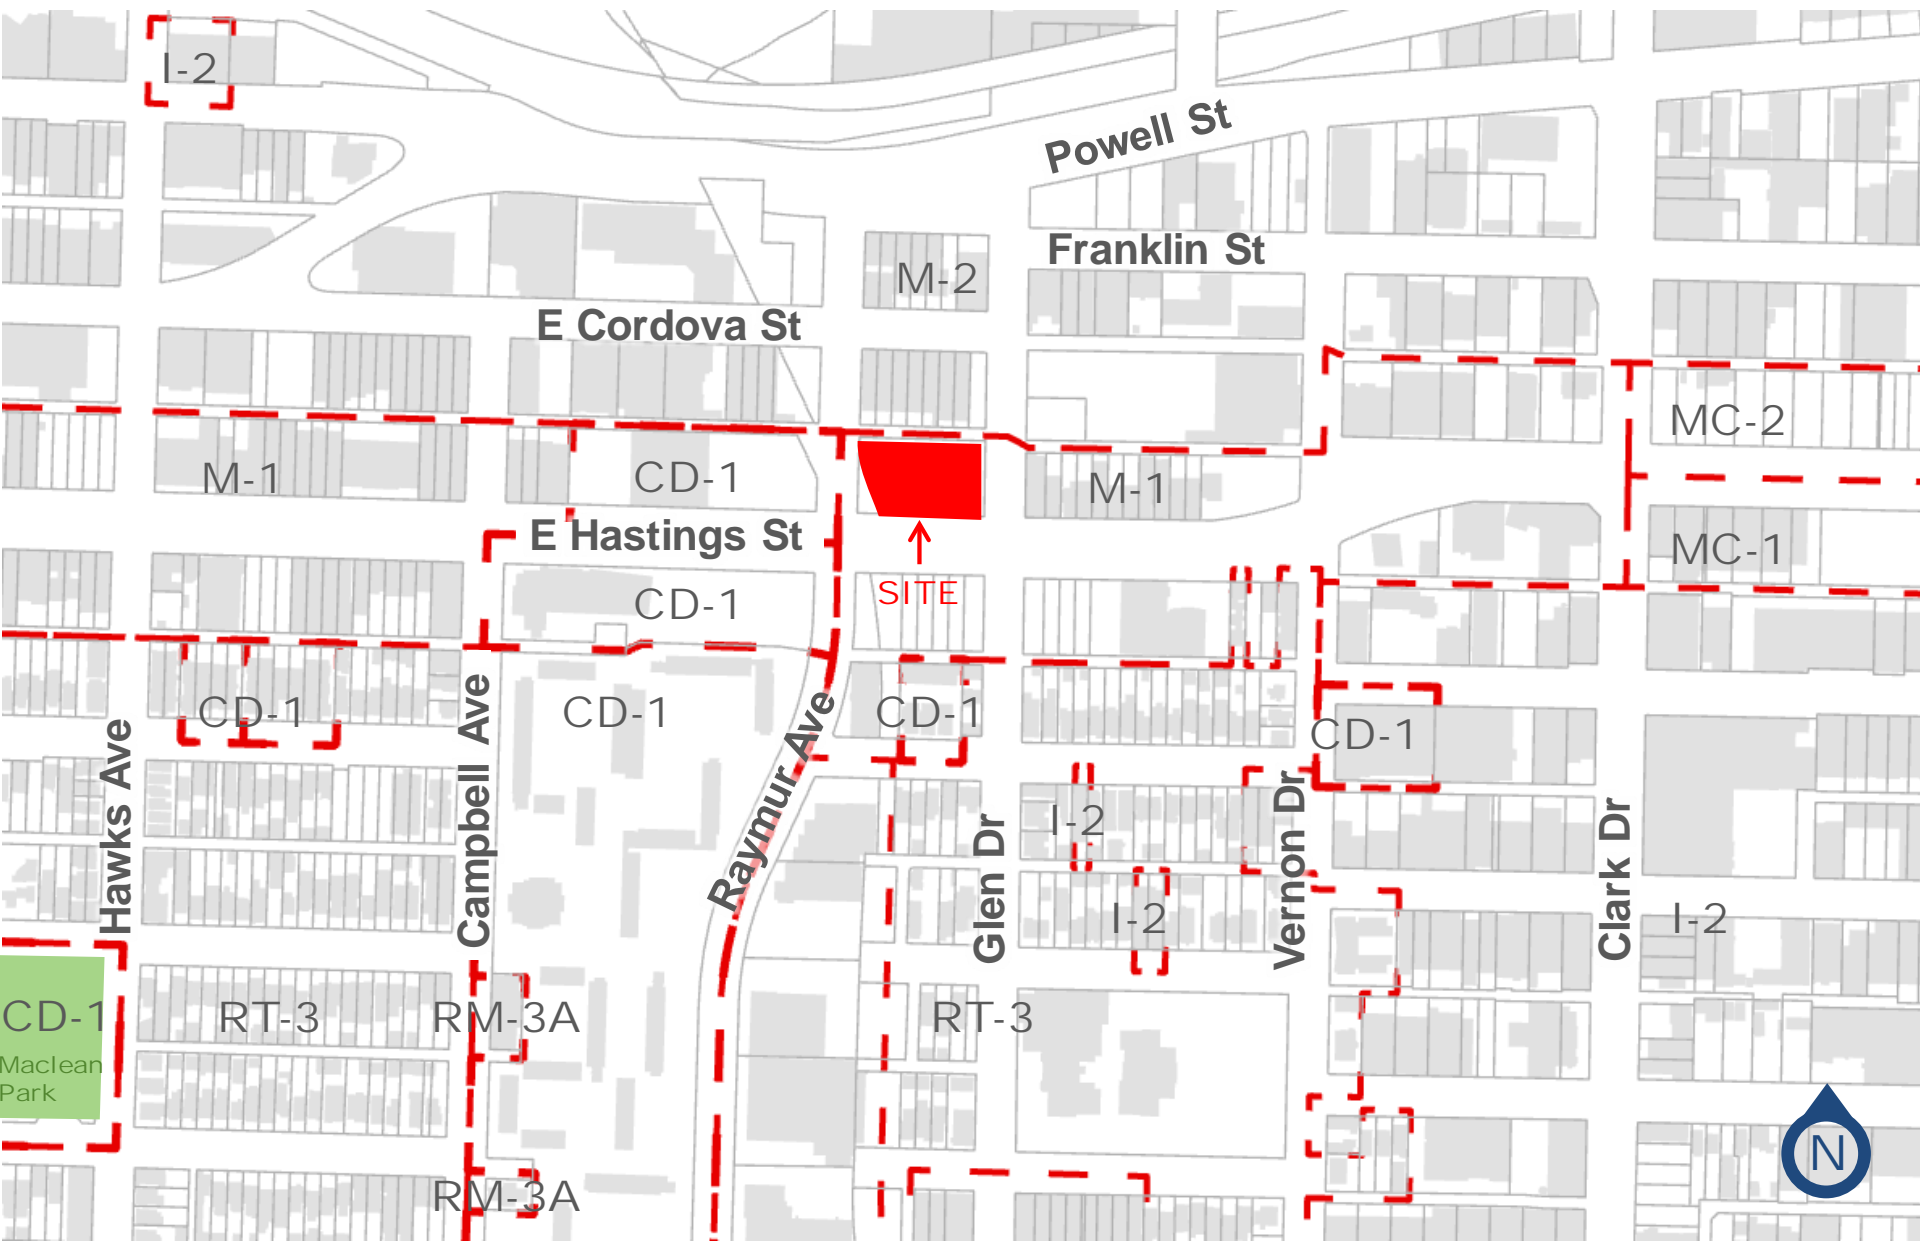 I-2
Powell St
Franklin St
M-2
E Cordova St
MC-2
M-1
CD-1
M-1
E Hastings St
MC-1
SITE
CD-1
CD-1
CD-1
CD-1
CD-1
Hawks Ave
Campbell Ave
Raymur Ave
Glen Dr
Vernon Dr
Clark Dr
I-2
I-2
I-2
CD-1
Maclean
Park
RT-3
RM-3A
RT-3
RM-3A
N